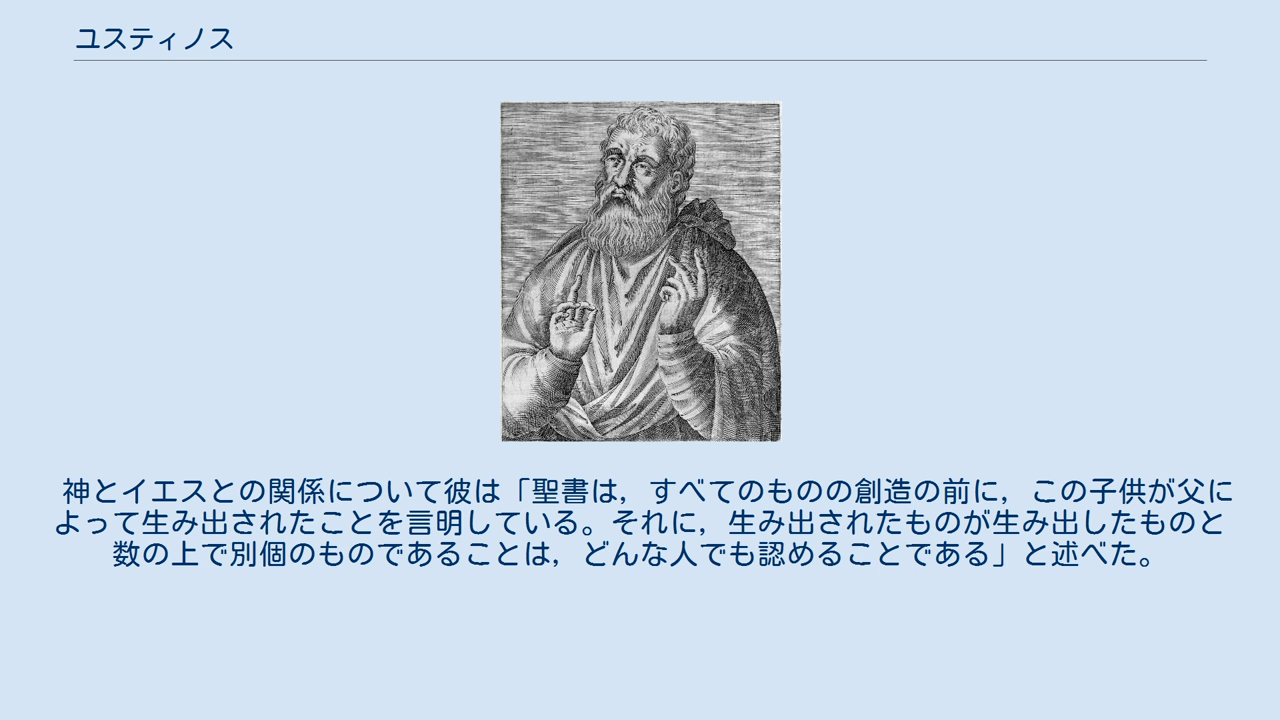 ユスティノス
神とイエスとの関係について彼は「聖書は，すべてのものの創造の前に，この子供が父に
よって生み出されたことを言明している。それに，生み出されたものが生み出したものと
数の上で別個のものであることは，どんな人でも認めることである」と述べた。